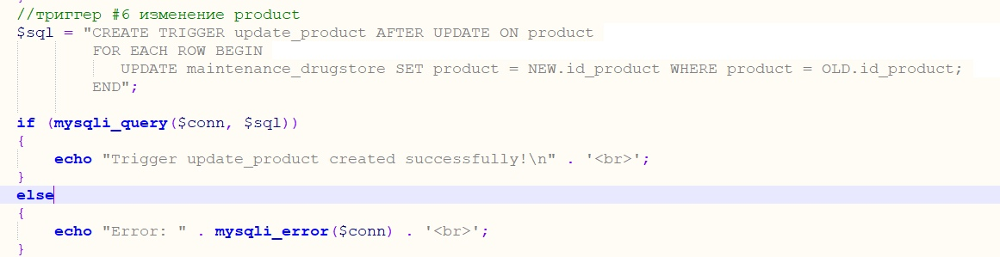 //триггер #6 изменение product
$sql = "CREATE TRIGGER update_product AFTER UPDATE ON product
FOR EACH ROW BEGIN
UPDATE maintenance_drugstore SET product = NEW.id_product WHERE product = OLD.id_product;
END";
if (mysqli_query($conn, $sql))
{
echo "Trigger update_product created successfully!\n" . '<br>';
}
else
{
echo "Error: " . mysqli_error($conn) . '<br>';
}